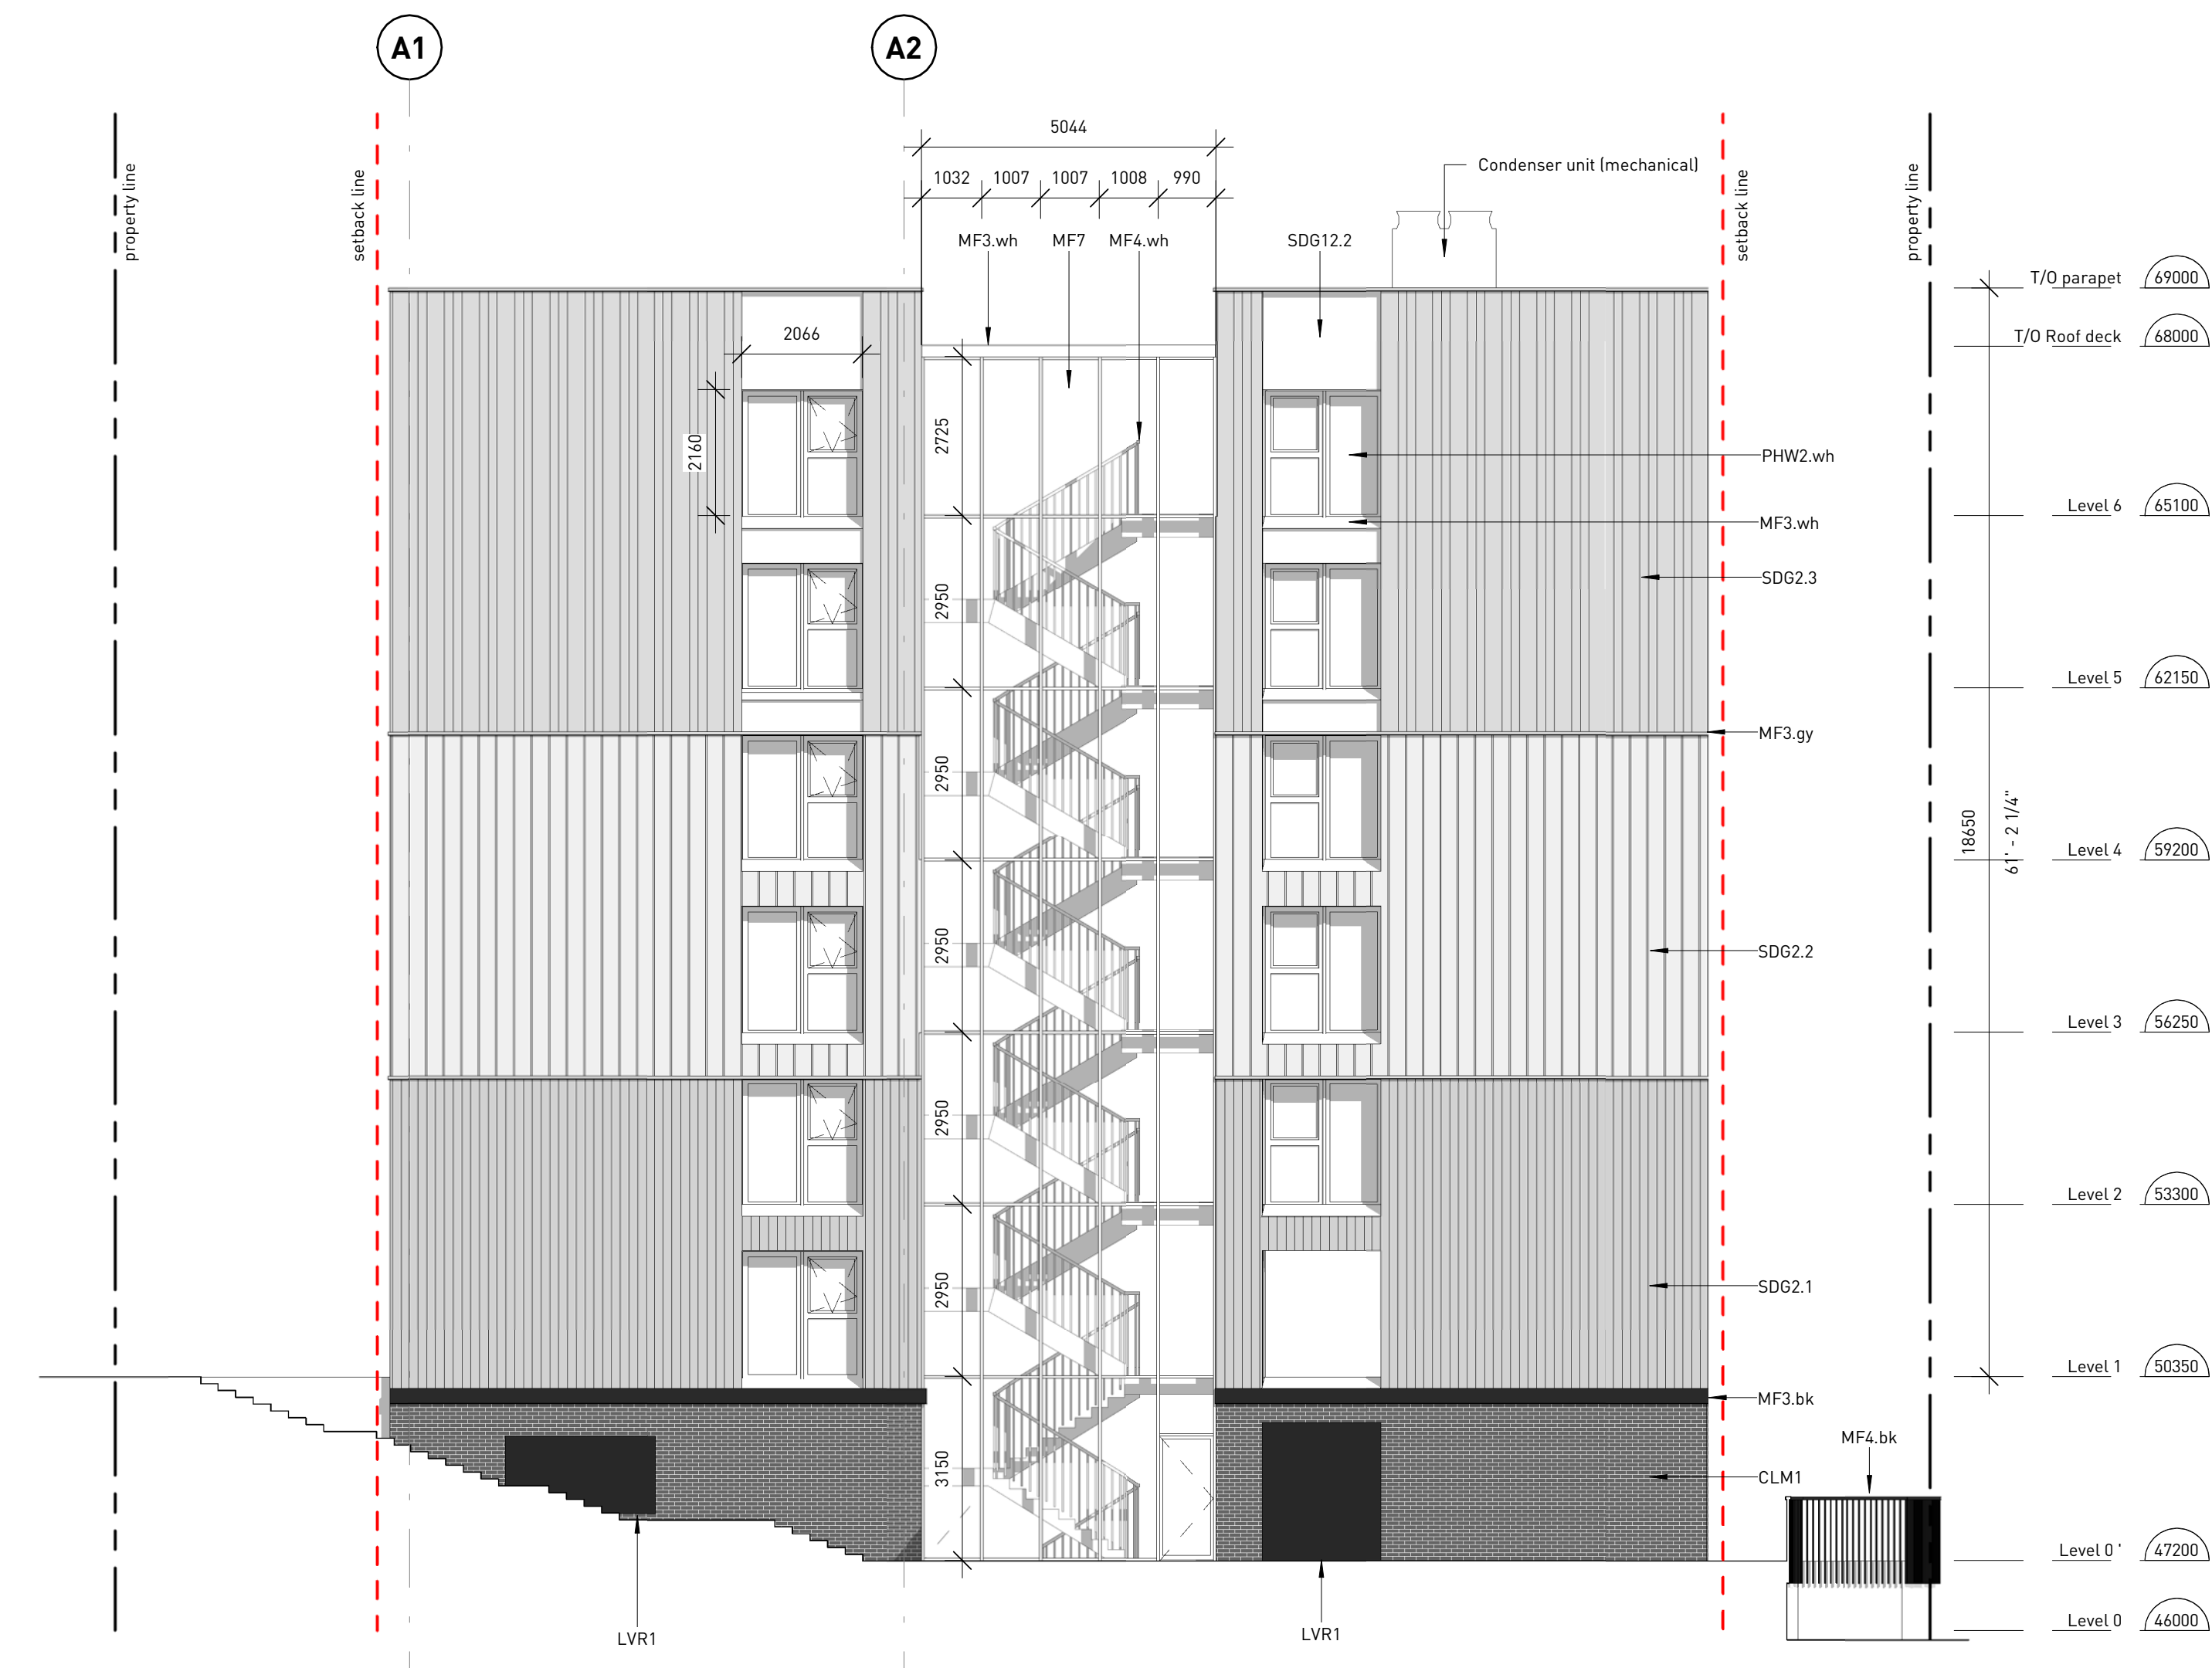 A1
A2
5044
1032 1007 1007 1008 990
Condenser unit (mechanical)
property line
setback line
setback line
property line
MF3.wh MF7 MF4.wh
SDG12.2
T/O parapet 69000
2066
T/O Roof deck 68000
2160
2725
PHW2.wh
Level 6 65100
MF3.wh
SDG2.3
2950
Level 5 62150
MF3.gy
2950
18650
61' - 2 1/4"
Level 4 59200
2950
SDG2.2
Level 3 56250
2950
Level 2 53300
2950
SDG2.1
Level 1 50350
MF3.bk
MF4.bk
3150
CLM1
Level 0 ' 47200
LVR1
LVR1
Level 0 46000